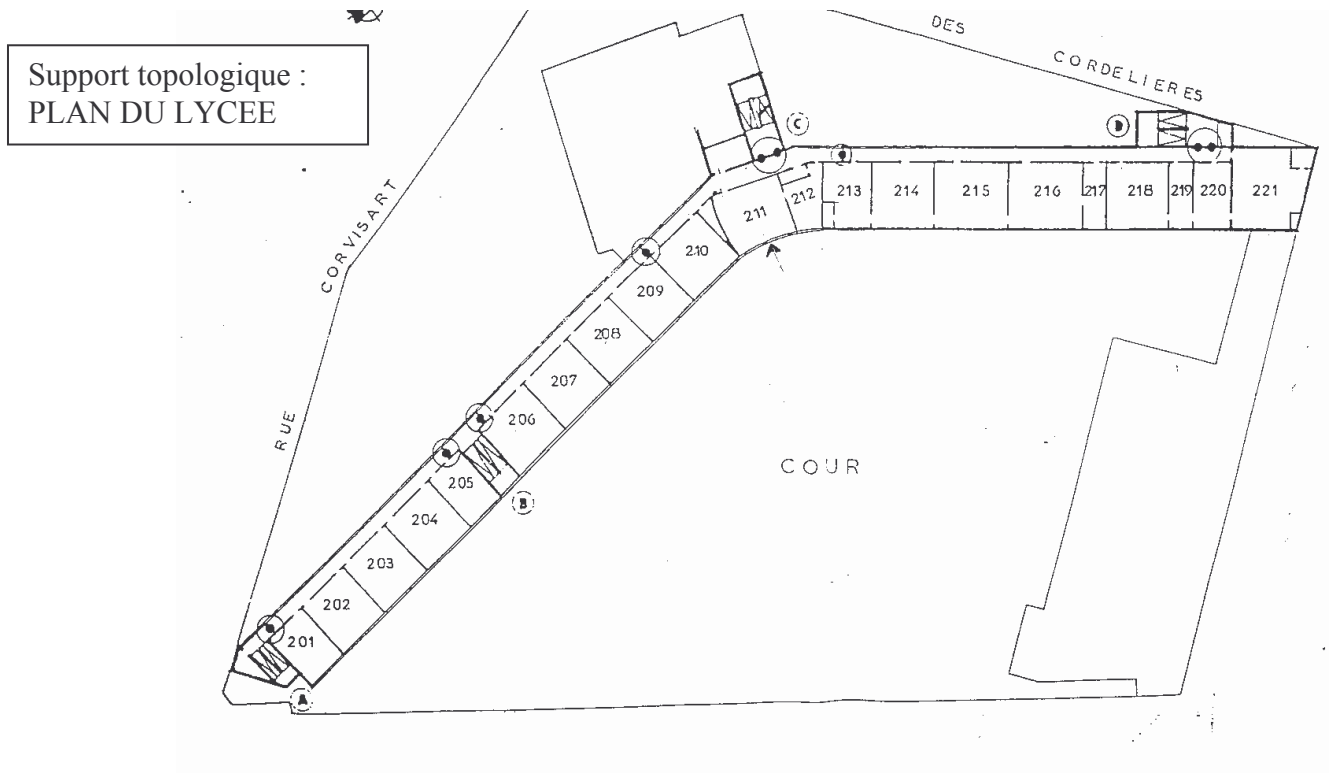 Support topologique :
PLAN DU LYCEE
DES
CORDELIERES
RUE
CORVISART
C
D
211
212
213
214
215
216
217
218
219
220
221
210
209
208
207
206
205
204
203
202
201
B
A
COUR